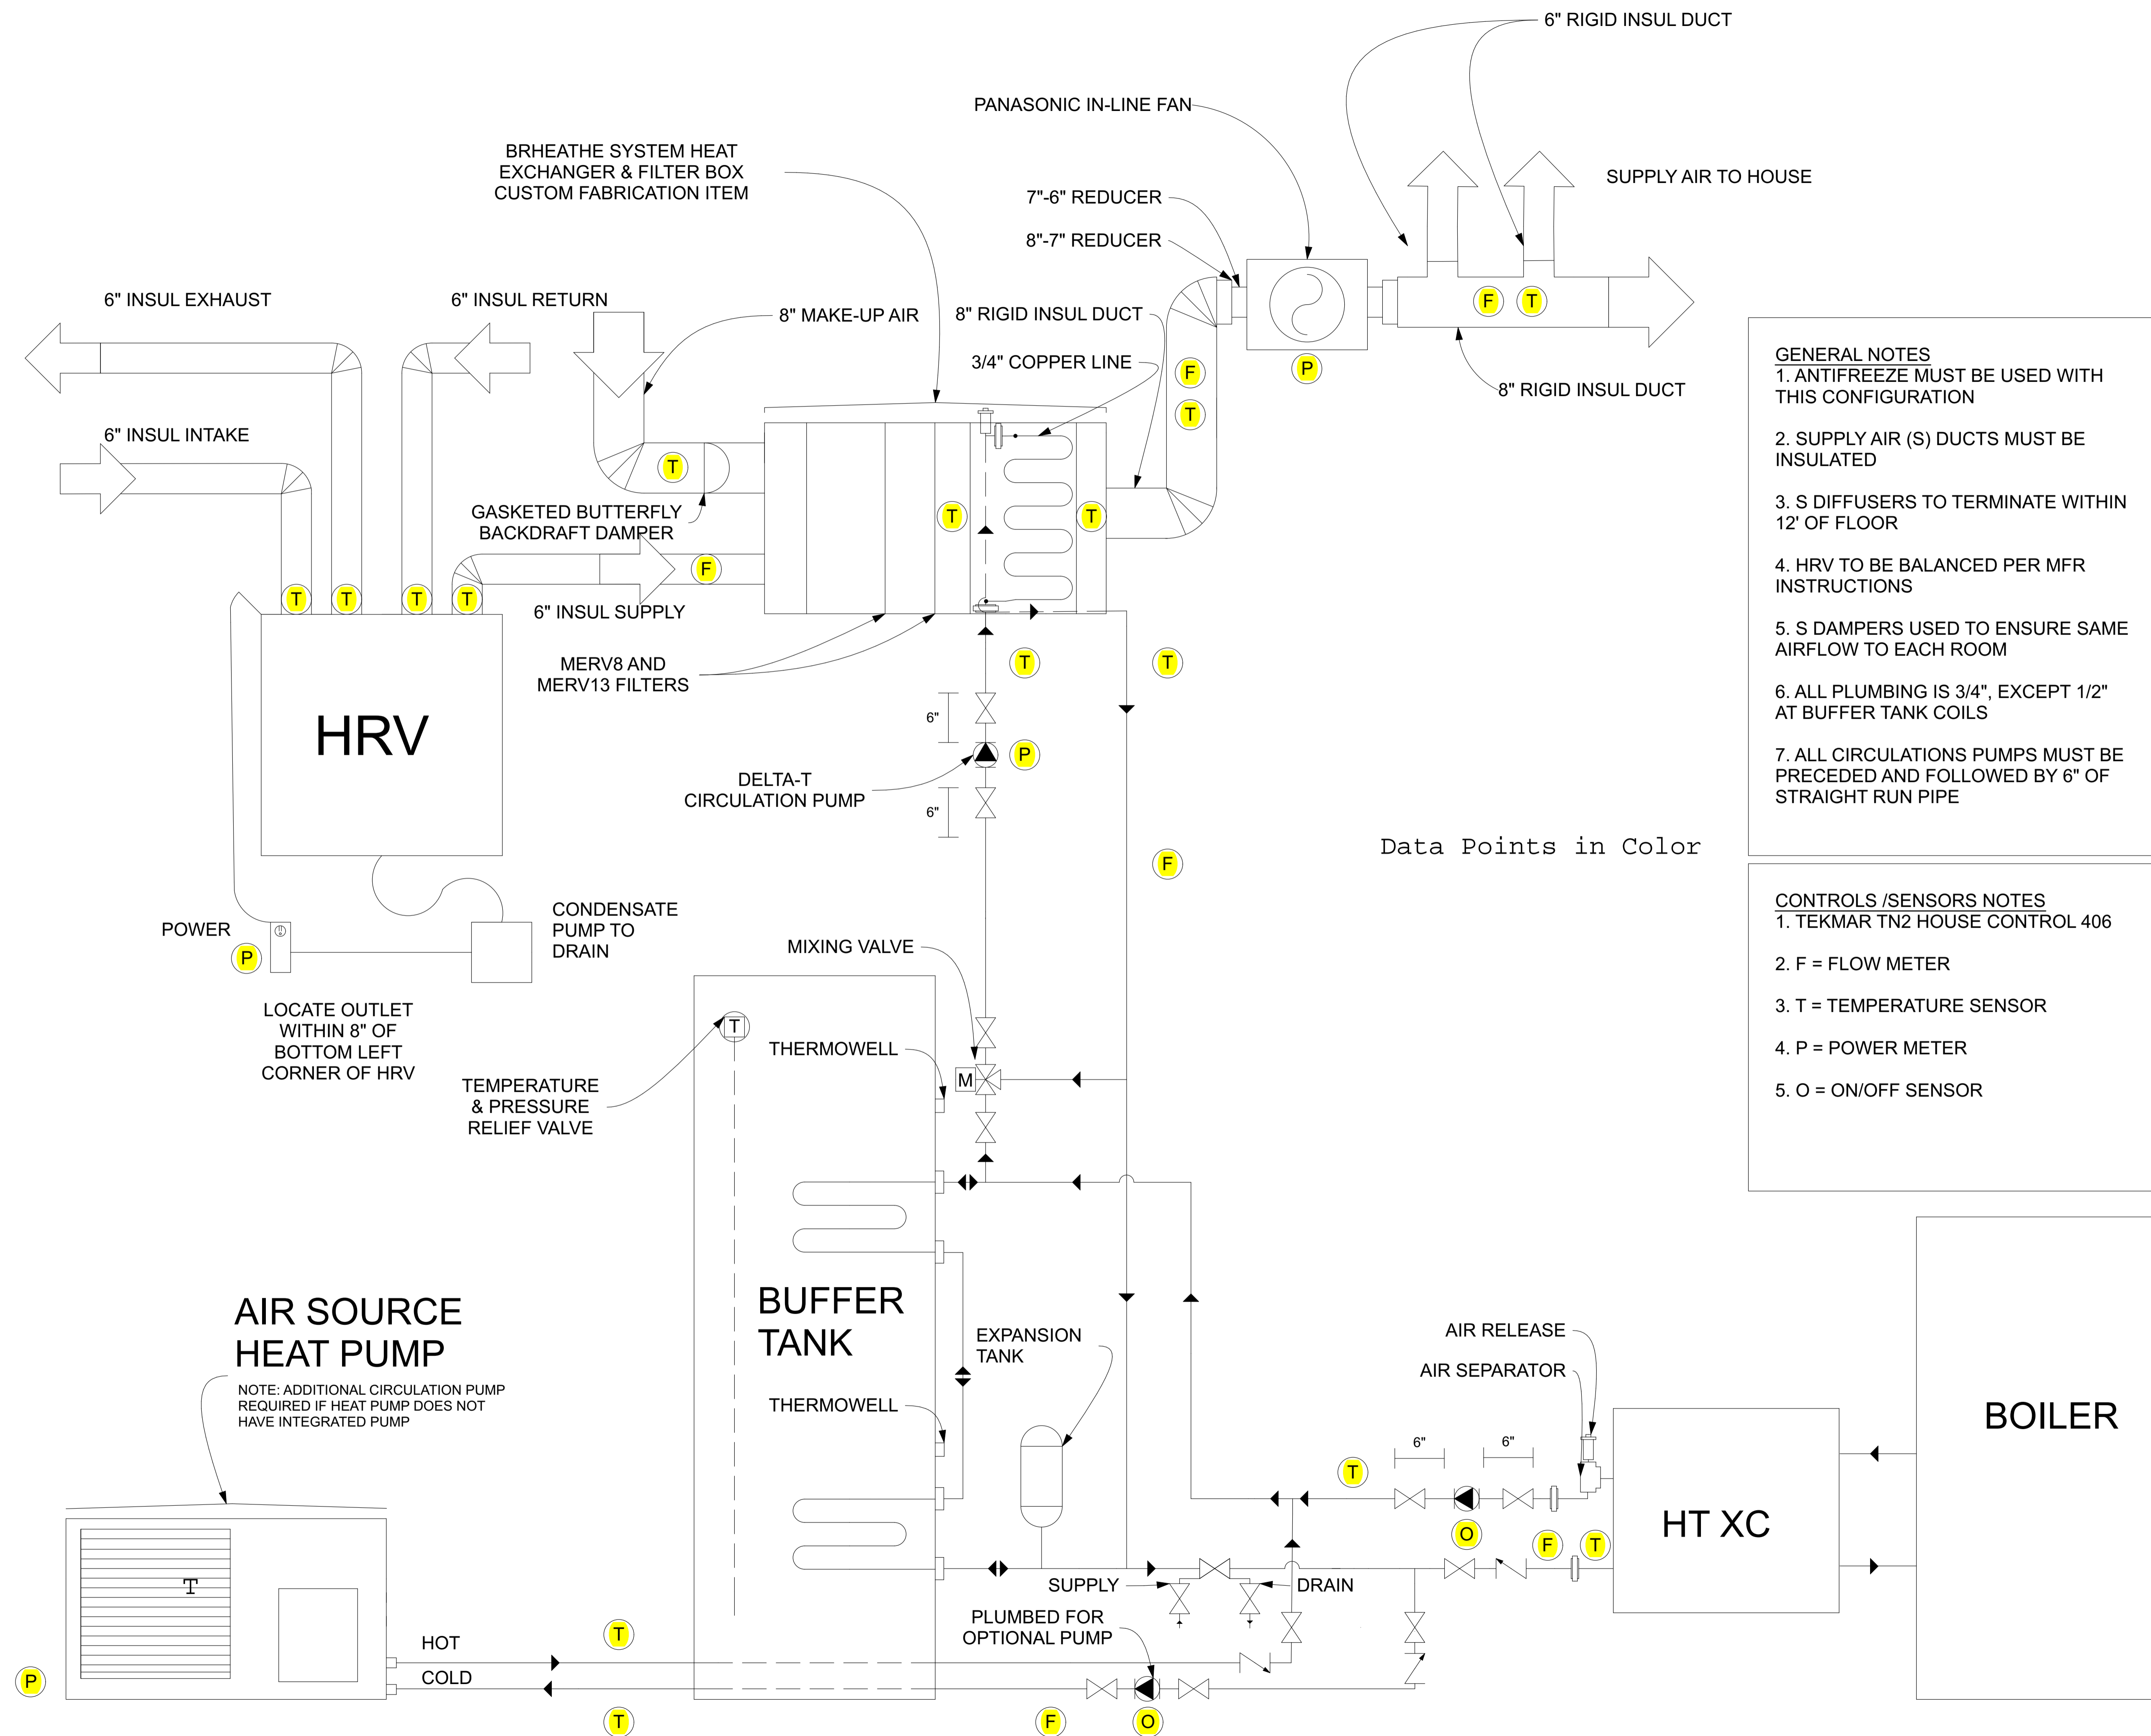 6" RIGID INSUL DUCT
PANASONIC IN-LINE FAN
BRHEATHE SYSTEM HEAT
EXCHANGER & FILTER BOX
CUSTOM FABRICATION ITEM
SUPPLY AIR TO HOUSE
7"-6" REDUCER
8"-7" REDUCER
6" INSUL EXHAUST
6" INSUL RETURN
8" MAKE-UP AIR
8" RIGID INSUL DUCT
F
T
3/4" COPPER LINE
F
P
8" RIGID INSUL DUCT
T
6" INSUL INTAKE
T
GASKETED BUTTERFLY
BACKDRAFT DAMPER
T
T
F
T
T
T
T
6" INSUL SUPPLY
MERV8 AND
MERV13 FILTERS
T
T
HRV
6"
P
DELTA-T
CIRCULATION PUMP
6"
Data Points in Color
F
POWER
P
CONDENSATE
PUMP TO
DRAIN
LOCATE OUTLET
WITHIN 8" OF
BOTTOM LEFT
CORNER OF HRV
MIXING VALVE
T
THERMOWELL
M
TEMPERATURE
& PRESSURE
RELIEF VALVE
GENERAL NOTES
1. ANTIFREEZE MUST BE USED WITH
THIS CONFIGURATION
2. SUPPLY AIR (S) DUCTS MUST BE
INSULATED
3. S DIFFUSERS TO TERMINATE WITHIN
12' OF FLOOR
4. HRV TO BE BALANCED PER MFR
INSTRUCTIONS
5. S DAMPERS USED TO ENSURE SAME
AIRFLOW TO EACH ROOM
6. ALL PLUMBING IS 3/4", EXCEPT 1/2"
AT BUFFER TANK COILS
7. ALL CIRCULATIONS PUMPS MUST BE
PRECEDED AND FOLLOWED BY 6" OF
STRAIGHT RUN PIPE
CONTROLS /SENSORS NOTES
1. TEKMAR TN2 HOUSE CONTROL 406
2. F = FLOW METER
3. T = TEMPERATURE SENSOR
4. P = POWER METER
5. O = ON/OFF SENSOR
AIR SOURCE
HEAT PUMP
NOTE: ADDITIONAL CIRCULATION PUMP
REQUIRED IF HEAT PUMP DOES NOT
HAVE INTEGRATED PUMP
BUFFER
TANK
EXPANSION
TANK
THERMOWELL
AIR RELEASE
AIR SEPARATOR
BOILER
6"
6"
T
O
F
T
HT XC
T
SUPPLY
DRAIN
PLUMBED FOR
OPTIONAL PUMP
T
HOT
COLD
P
T
F
O